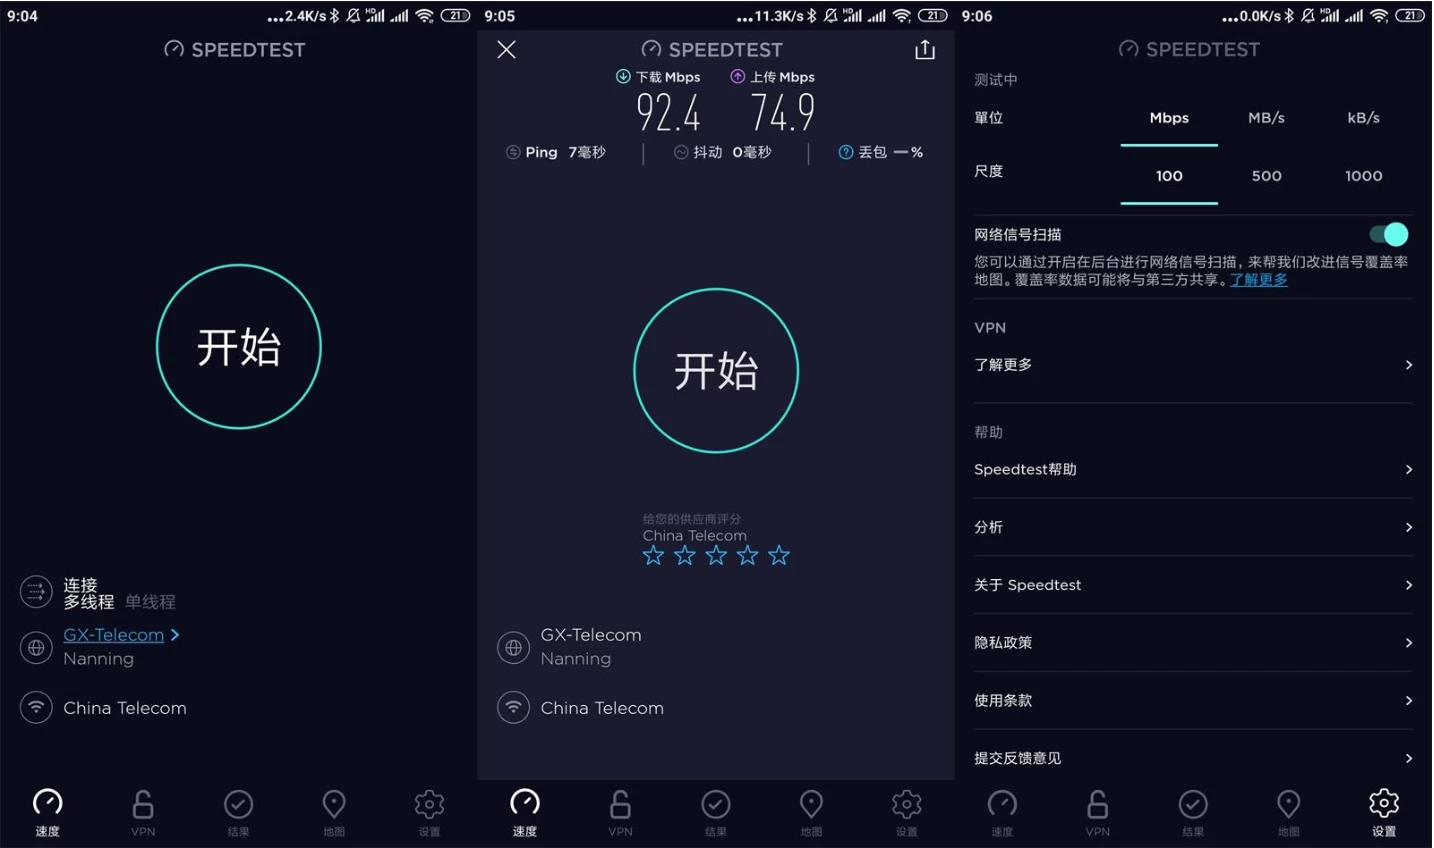 9:04
...2.4K/s
HD
21
SPEEDTEST
开始
连接
多线程 单线程
GX-Telecom
Nanning
China Telecom
速度
VPN
结果
地图
设置
9:05
...11.3K/s
HD
21
SPEEDTEST
下载 Mbps
上传 Mbps
92.4
74.9
Ping 7毫秒
抖动 0毫秒
丢包 — %
开始
给您的供应商评分
China Telecom
GX-Telecom
Nanning
China Telecom
速度
VPN
结果
地图
设置
9:06
...0.0K/s
HD
21
SPEEDTEST
测试中
單位 Mbps MB/s kB/s
尺度 100 500 1000
网络信号扫描
您可以通过开启在后台进行网络信号扫描，来帮我们改进信号覆盖率
地图。覆盖率数据可能将与第三方共享。了解更多
VPN
了解更多
帮助
Speedtest帮助
分析
关于 Speedtest
隐私政策
使用条款
提交反馈意见
速度
VPN
结果
地图
设置